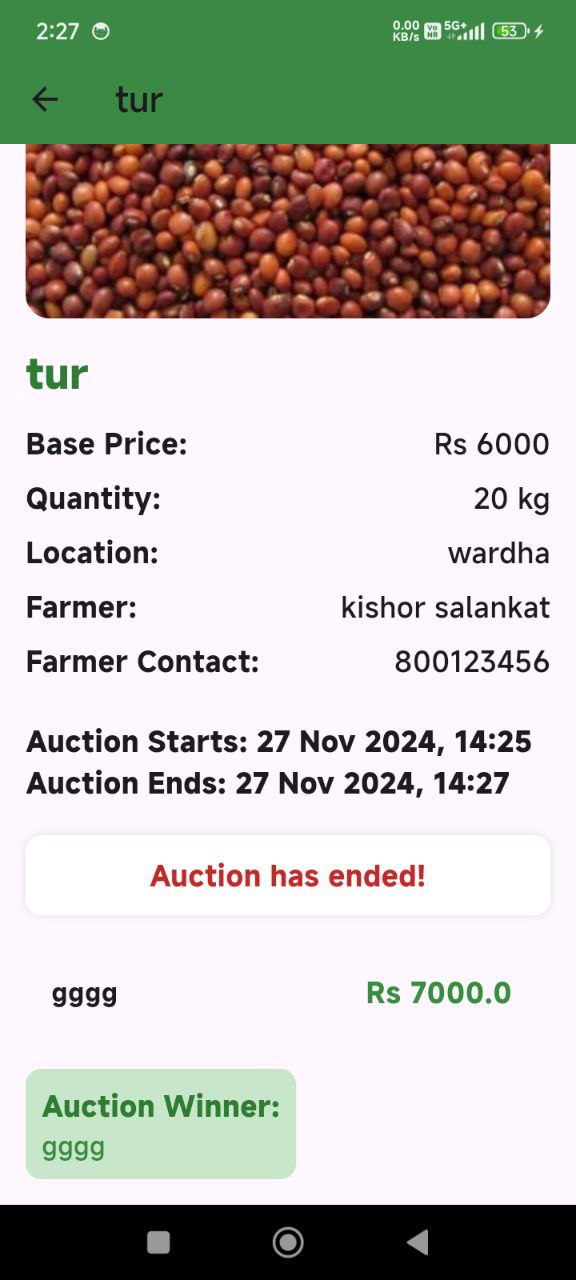 2:27 0.00 KB/s Vo NR 5G+ 53
tur
tur
Base Price: Rs 6000
Quantity: 20 kg
Location: wardha
Farmer: kishor salankat
Farmer Contact: 800123456
Auction Starts: 27 Nov 2024, 14:25
Auction Ends: 27 Nov 2024, 14:27
Auction has ended!
gggg Rs 7000.0
Auction Winner:
gggg